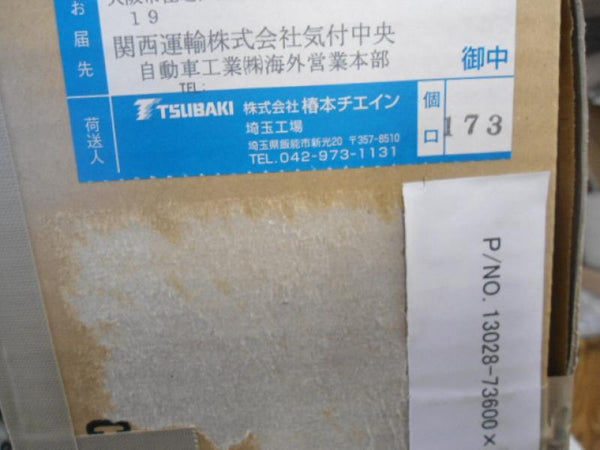 お届先
19
関西運輸株式会社気付中央
自動車工業㈱海外営業本部
御中
TEL:
荷送人
TSUBAKI 株式会社 椿本チエイン
埼玉工場
埼玉県飯能市新光20 〒357-8510
TEL.042-973-1131
個口
173
P/NO. 13028-73600×